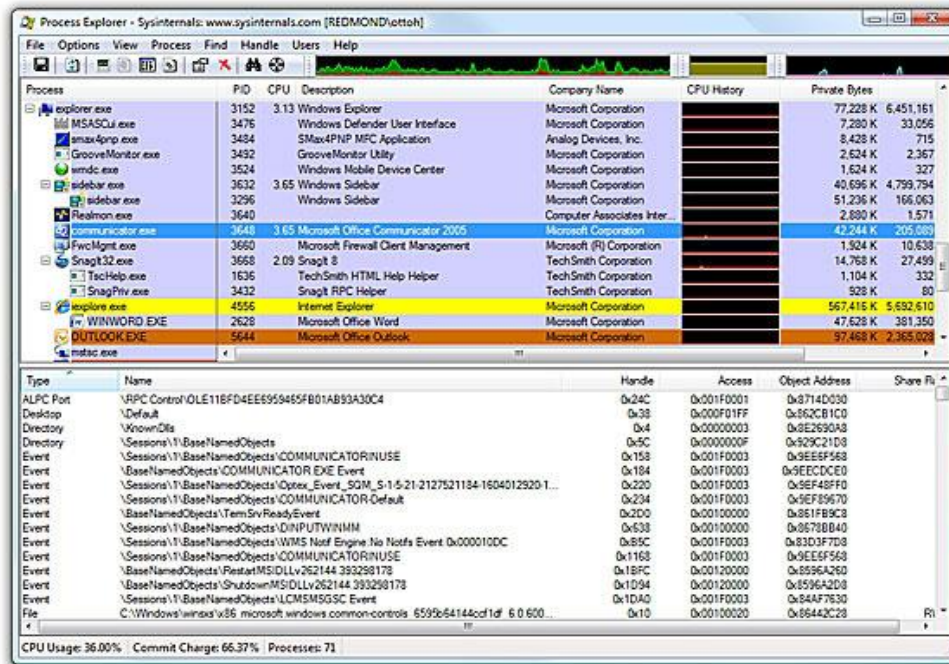 Process Explorer - Sysinternals: www.sysinternals.com [REDMOND\ottoh]
File Options View Process Find Handle Users Help
Process PID CPU Description Company Name CPU History Private Bytes
explorer.exe 3152 3.13 Windows Explorer Microsoft Corporation 77,228 K 6,451,161
MSASCui.exe 3476 Windows Defender User Interface Microsoft Corporation 7,280 K 33,056
smax4pnp.exe 3484 SMax4PNP MFC Application Analog Devices, Inc. 8,428 K 715
GrooveMonitor.exe 3492 GrooveMonitor Utility Microsoft Corporation 2,624 K 2,367
wmdc.exe 3524 Windows Mobile Device Center Microsoft Corporation 1,624 K 327
sidebar.exe 3632 3.65 Windows Sidebar Microsoft Corporation 40,696 K 4,799,794
sidebar.exe 3296 Windows Sidebar Microsoft Corporation 51,236 K 166,063
Realmon.exe 3640 Computer Associates Inter... 2,880 K 1,571
communicator.exe 3648 3.65 Microsoft Office Communicator 2005 Microsoft Corporation 42,244 K 205,089
FwcMgmt.exe 3660 Microsoft Firewall Client Management Microsoft (R) Corporation 1,924 K 10,638
SnagIt32.exe 3668 2.09 SnagIt 8 TechSmith Corporation 14,768 K 27,499
TscHelp.exe 1636 TechSmith HTML Help Helper TechSmith Corporation 1,104 K 332
SnagPriv.exe 3432 SnagIt RPC Helper TechSmith Corporation 928 K 80
iexplore.exe 4556 Internet Explorer Microsoft Corporation 567,416 K 5,692,610
WINWORD.EXE 2628 Microsoft Office Word Microsoft Corporation 47,628 K 381,350
OUTLOOK.EXE 5644 Microsoft Office Outlook Microsoft Corporation 97,468 K 2,365,028
mstsc.exe
Type Name Handle Access Object Address Share
ALPC Port \RPC Control\OLE11BFD4EE6959465FB01AB93A30C4 0x24C 0x001F0001 0x8714D030
Desktop \Default 0x38 0x000F01FF 0x862CB1C0
Directory \KnownDlls 0x4 0x00000003 0x8E2690A8
Directory \Sessions\1\BaseNamedObjects 0x5C 0x0000000F 0x929C21D8
Event \Sessions\1\BaseNamedObjects\COMMUNICATORINUSE 0x158 0x001F0003 0x9EE6F568
Event \BaseNamedObjects\COMMUNICATOR EXE Event 0x184 0x001F0003 0x9EECDCE0
Event \Sessions\1\BaseNamedObjects\Optex_Event_SQM_S-1-5-21-2127521184-1604012920-1... 0x220 0x001F0003 0x9EF48FF0
Event \Sessions\1\BaseNamedObjects\COMMUNICATOR-Default 0x234 0x001F0003 0x9EF89670
Event \BaseNamedObjects\TermSrvReadyEvent 0x2D0 0x00100000 0x861FB9C8
Event \Sessions\1\BaseNamedObjects\DINPUTWINMM 0x638 0x00100000 0x8678BB40
Event \Sessions\1\BaseNamedObjects\WMS Notif Engine.No Notfs Event 0x000010DC 0xB5C 0x001F0003 0x83D3F7D8
Event \Sessions\1\BaseNamedObjects\COMMUNICATORINUSE 0x1168 0x001F0003 0x9EE6F568
Event \BaseNamedObjects\RestartMSIDLLv262144 393298178 0x1BFC 0x00120000 0x8596A260
Event \BaseNamedObjects\ShutdownMSIDLLv262144 393298178 0x1D94 0x00120000 0x8596A2D8
Event \Sessions\1\BaseNamedObjects\LCMSMSGSC Event 0x1DA0 0x001F0003 0x84AF7630
File C:\Windows\winsxs\x86_microsoft.windows.common-controls_6595b64144ccf1df_6.0.600... 0x10 0x00100020 0x86442C28
CPU Usage: 36.00% Commit Charge: 66.37% Processes: 71